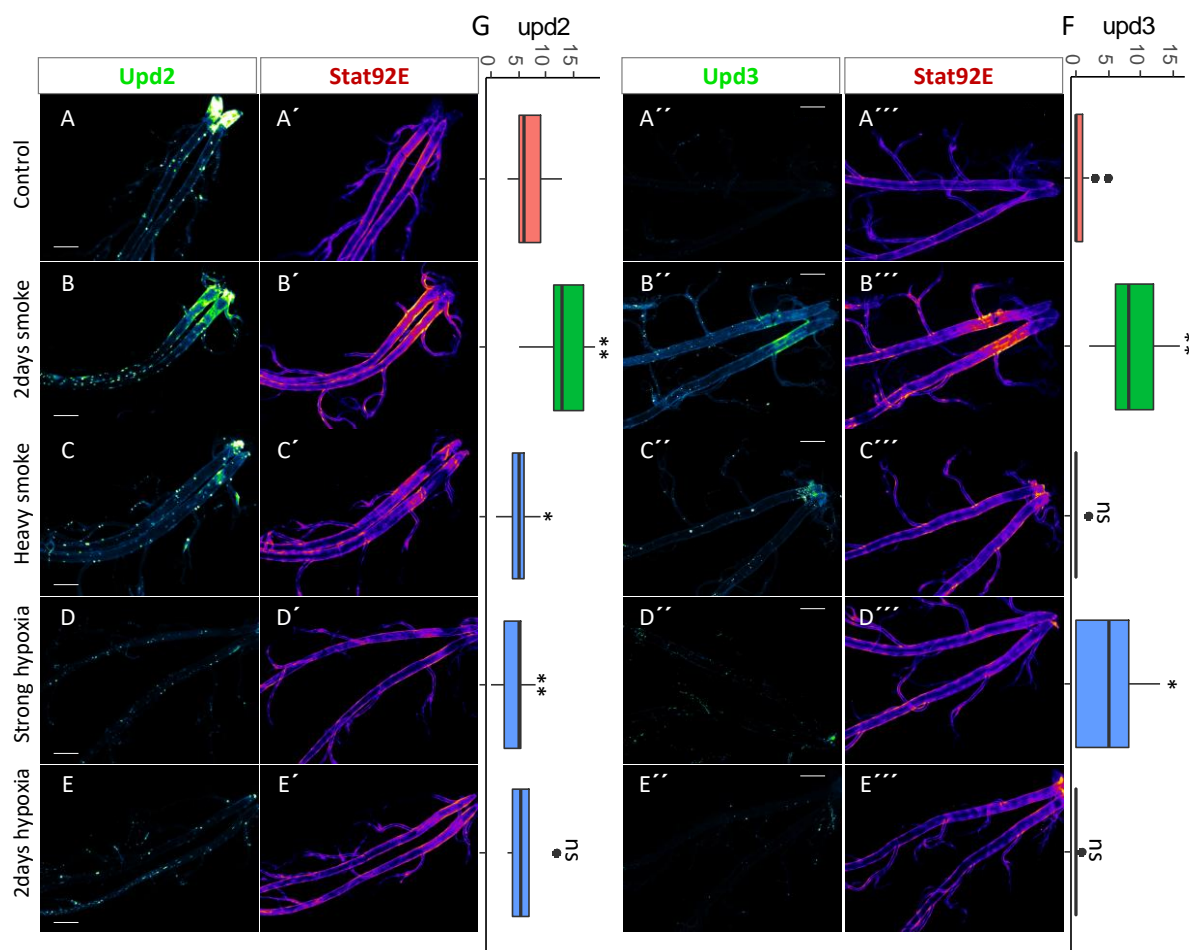 G upd2
0 5 10 15
F upd3
0 5 10 15
Upd2 Stat92E Upd3 Stat92E
Control
A A´ A´´ A´´´
2days smoke
B B´ B´´ B´´´
**
**
Heavy smoke
C C´ C´´ C´´´
*
ns
Strong hypoxia
D D´ D´´ D´´´
**
*
2days hypoxia
E E´ E´´ E´´´
ns
ns